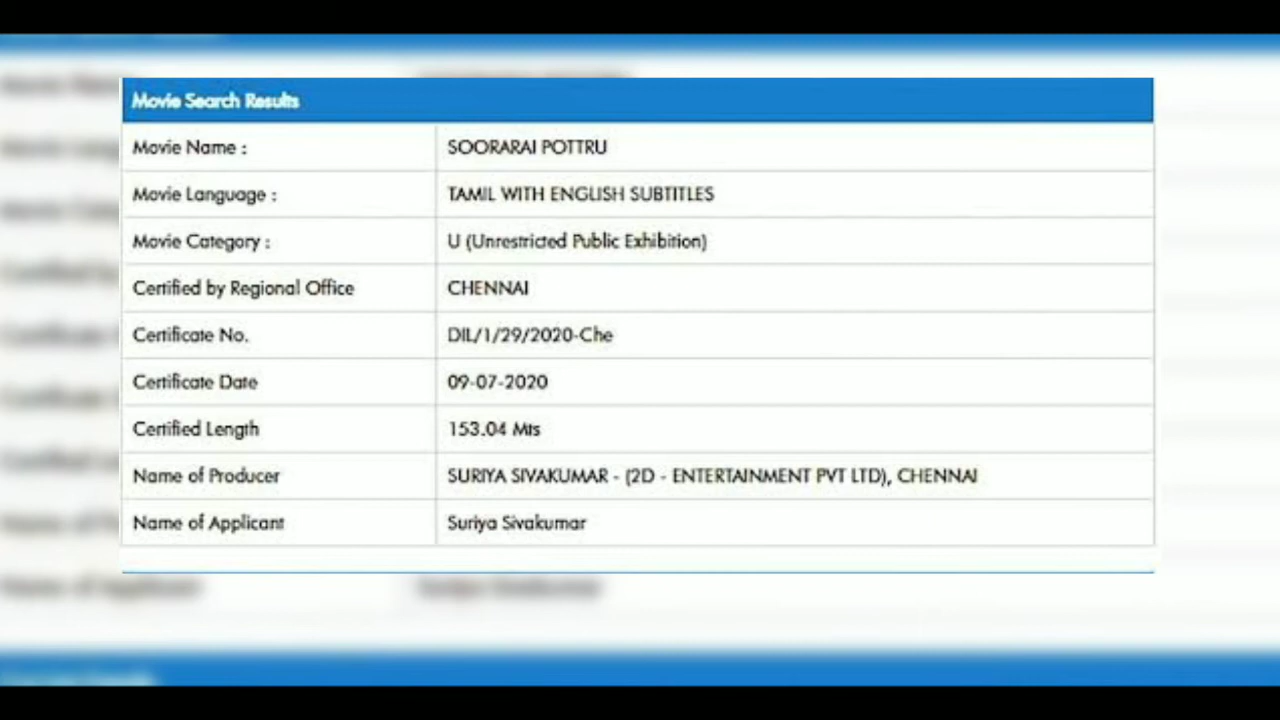 Movie Search Results
Movie Name : SOORARAI POTTRU
Movie Language : TAMIL WITH ENGLISH SUBTITLES
Movie Category : U (Unrestricted Public Exhibition)
Certified by Regional Office CHENNAI
Certificate No. DIL/1/29/2020-Che
Certificate Date 09-07-2020
Certified Length 153.04 Mts
Name of Producer SURIYA SIVAKUMAR - (2D - ENTERTAINMENT PVT LTD), CHENNAI
Name of Applicant Suriya Sivakumar